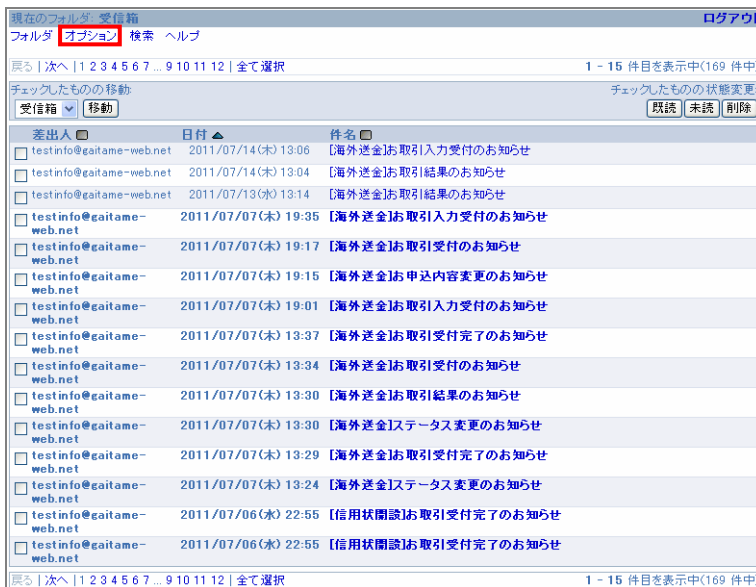 現在のフォルダ: 受信箱 ログアウト
フォルダ オプション 検索 ヘルプ
戻る | 次へ | 1 2 3 4 5 6 7 ... 9 10 11 12 | 全て選択 1 - 15 件目を表示中(169 件中)
チェックしたものの移動: チェックしたものの状態変更:
受信箱 移動 既読 未読 削除
差出人 日付 件名
testinfo@gaitame-web.net 2011/07/14(木) 13:06 [海外送金]お取引入力受付のお知らせ
testinfo@gaitame-web.net 2011/07/14(木) 13:04 [海外送金]お取引結果のお知らせ
testinfo@gaitame-web.net 2011/07/13(水) 13:14 [海外送金]お取引結果のお知らせ
testinfo@gaitame- 2011/07/07(木) 19:35 [海外送金]お取引入力受付のお知らせ
web.net
testinfo@gaitame- 2011/07/07(木) 19:17 [海外送金]お取引受付のお知らせ
web.net
testinfo@gaitame- 2011/07/07(木) 19:15 [海外送金]お申込内容変更のお知らせ
web.net
testinfo@gaitame- 2011/07/07(木) 19:01 [海外送金]お取引入力受付のお知らせ
web.net
testinfo@gaitame- 2011/07/07(木) 13:37 [海外送金]お取引受付完了のお知らせ
web.net
testinfo@gaitame- 2011/07/07(木) 13:34 [海外送金]お取引受付のお知らせ
web.net
testinfo@gaitame- 2011/07/07(木) 13:30 [海外送金]お取引結果のお知らせ
web.net
testinfo@gaitame- 2011/07/07(木) 13:30 [海外送金]ステータス変更のお知らせ
web.net
testinfo@gaitame- 2011/07/07(木) 13:29 [海外送金]お取引受付完了のお知らせ
web.net
testinfo@gaitame- 2011/07/07(木) 13:24 [海外送金]ステータス変更のお知らせ
web.net
testinfo@gaitame- 2011/07/06(水) 22:55 [信用状開設]お取引受付完了のお知らせ
web.net
testinfo@gaitame- 2011/07/06(水) 22:55 [信用状開設]お取引受付完了のお知らせ
web.net
戻る | 次へ | 1 2 3 4 5 6 7 ... 9 10 11 12 | 全て選択 1 - 15 件目を表示中(169 件中)